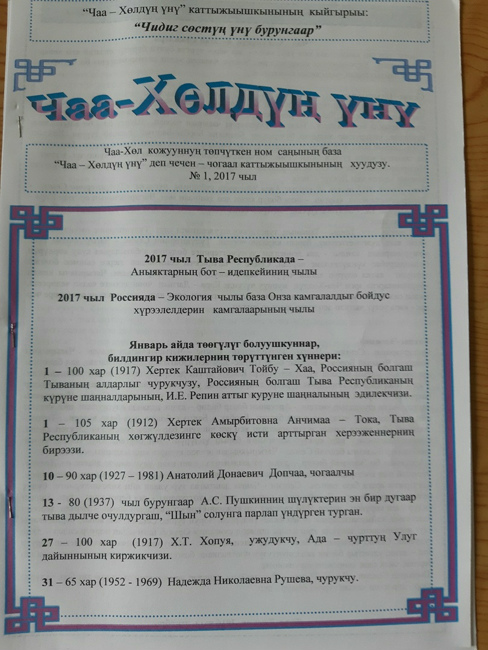 "Чаа – Хөлдүң үнү" каттыжыышкынының кыйгырыы:
"Чидиг сөстүң үнү бурунгаар"
Чаа-Хөлдүң үнү
Чаа-Хөл кожууннуң төпчүткен ном саңының база
"Чаа – Хөлдүң үнү" деп чечен – чогаал каттыжыышкынының хуудузу.
№ 1, 2017 чыл
2017 чыл Тыва Республикада –
Аныяктарның бот – идепкейиниң чылы
2017 чыл Россияда – Экология чылы база Онза камгалалдыг бойдус
хүрээлелдерин камгалаарының чылы
Январь айда төөгүлүг болуушкуннар,
билдингир кижилерниң төрүттүнген хүннери:
1 – 100 хар (1917) Хертек Каштайович Тойбу – Хаа, Россияның болгаш
Тываның алдарлыг чурукчузу, Россияның болгаш Тыва Республиканың
күрүне шаңналдарының, И.Е. Репин аттыг куруне шаңналының эдилекчизи.
1 – 105 хар (1912) Хертек Амырбитовна Анчимаа – Тока, Тыва
Республиканың хөгжүлдезинге көскү исти арттырган херээженнерниң
бирээзи.
10 – 90 хар (1927 – 1981) Анатолий Донаевич Допчаа, чогаалчы
13 - 80 (1937) чыл бурунгаар А.С. Пушкинниң шүлүктерин эң бир дугаар
тыва дылче очулдургаш, "Шын" солунга парлап үндүрген турган.
27 – 100 хар (1917) Х.Т. Хопуя, ужудукчу, Ада – чурттуң Улуг
дайынының киржикчизи.
31 – 65 хар (1952 - 1969) Надежда Николаевна Рушева, чурукчу.